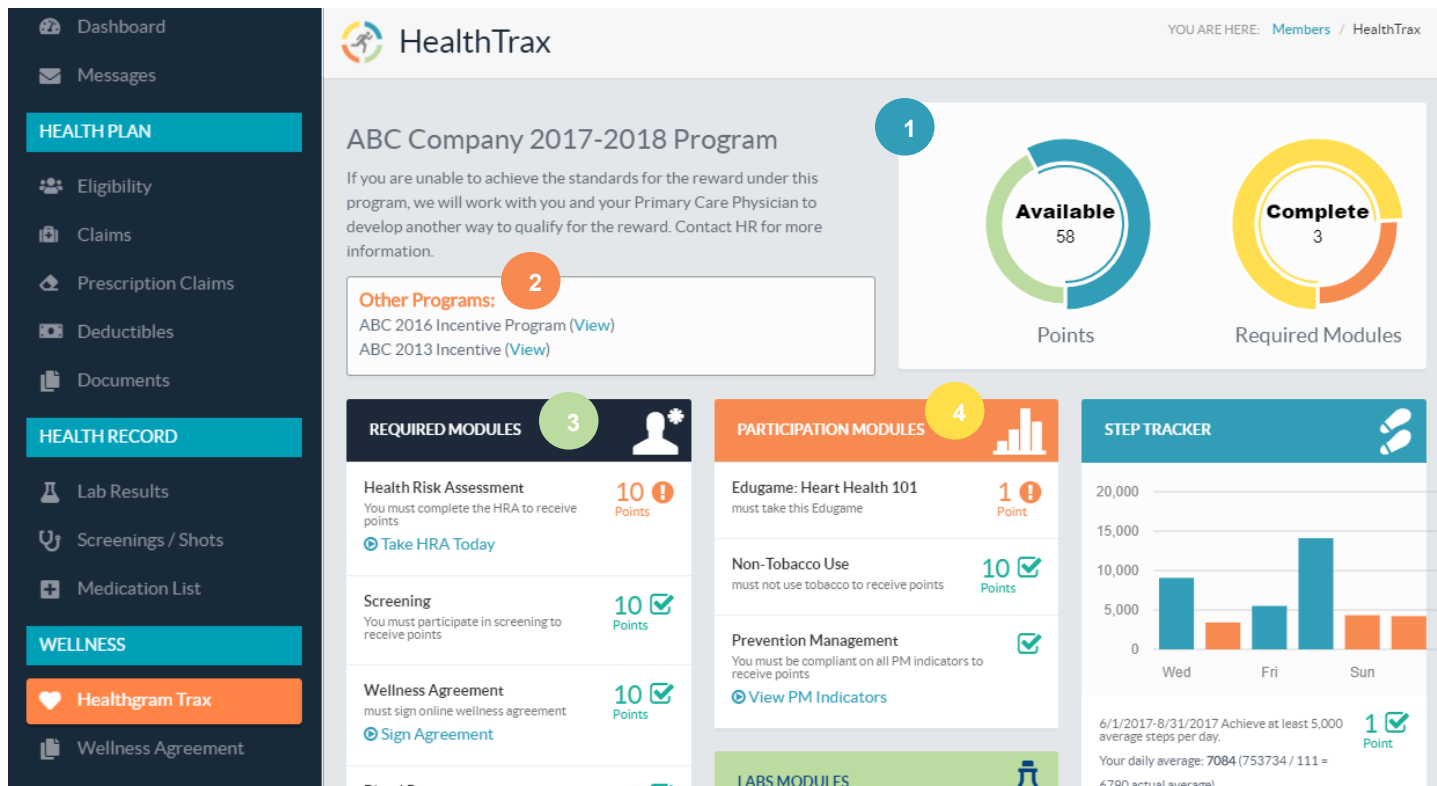 Dashboard
Messages
HEALTH PLAN
Eligibility
Claims
Prescription Claims
Deductibles
Documents
HEALTH RECORD
Lab Results
Screenings / Shots
Medication List
WELLNESS
Healthgram Trax
Wellness Agreement
HealthTrax
YOU ARE HERE: Members / HealthTrax
ABC Company 2017-2018 Program
If you are unable to achieve the standards for the reward under this
program, we will work with you and your Primary Care Physician to
develop another way to qualify for the reward. Contact HR for more
information.
1
Available
58
Points
Complete
3
Required Modules
2
Other Programs:
ABC 2016 Incentive Program (View)
ABC 2013 Incentive (View)
REQUIRED MODULES
3
Health Risk Assessment
You must complete the HRA to receive
points
Take HRA Today
10
Points
Screening
You must participate in screening to
receive points
10
Points
Wellness Agreement
must sign online wellness agreement
Sign Agreement
10
Points
PARTICIPATION MODULES
4
Edugame: Heart Health 101
must take this Edugame
1
Point
Non-Tobacco Use
must not use tobacco to receive points
10
Points
Prevention Management
You must be compliant on all PM indicators to
receive points
View PM Indicators
LABS MODULES
STEP TRACKER
20,000
15,000
10,000
5,000
0
Wed Fri Sun
6/1/2017-8/31/2017 Achieve at least 5,000
average steps per day.
1
Point
Your daily average: 7084 (753734 / 111 =
6790 actual average)